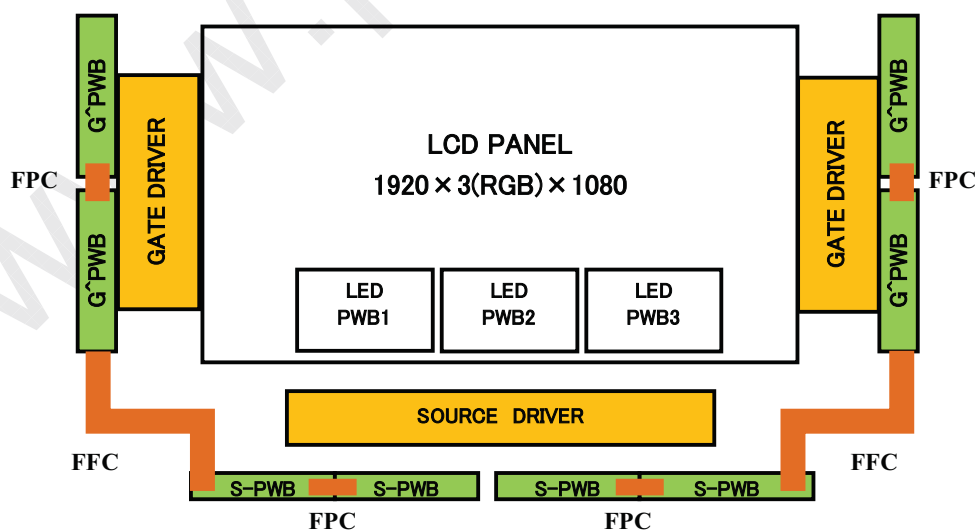 G^PWB
G^PWB
LCD PANEL
1920×3(RGB)×1080
FPC
FPC
GATE DRIVER
GATE DRIVER
G^PWB
G^PWB
LED
PWB1
LED
PWB2
LED
PWB3
SOURCE DRIVER
FFC
FFC
S-PWB
S-PWB
S-PWB
S-PWB
FPC
FPC